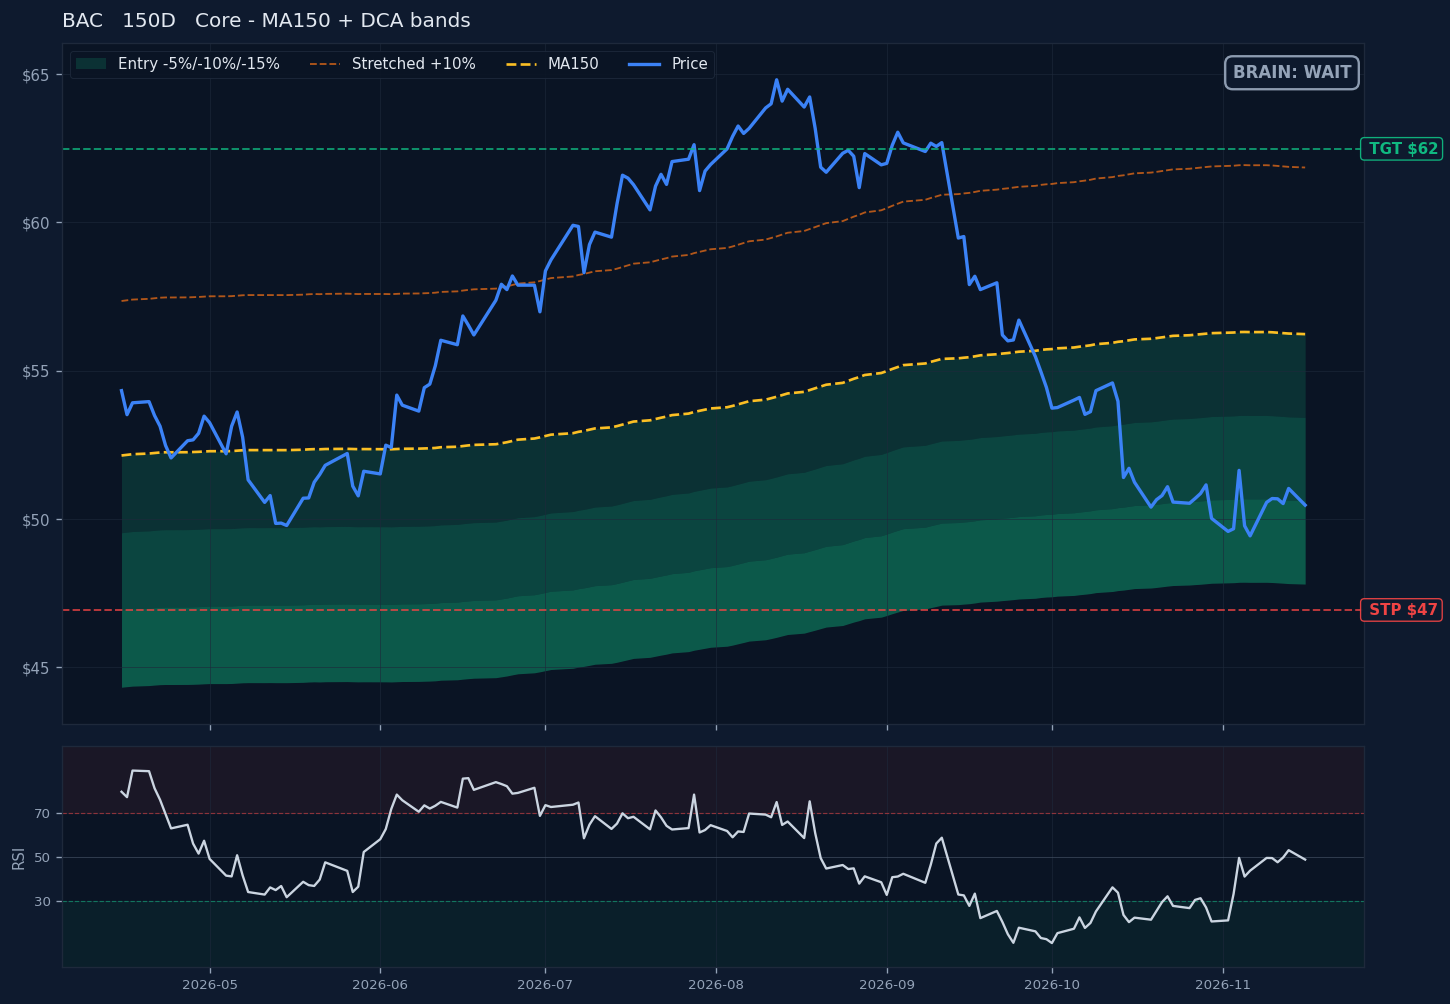 BAC 150D Core - MA150 + DCA bands
Entry -5%/-10%/-15% Stretched +10% MA150 Price
BRAIN: WAIT
$65
TGT $62
$60
$55
$50
STP $47
$45
RSI
70
50
30
2026-05 2026-06 2026-07 2026-08 2026-09 2026-10 2026-11